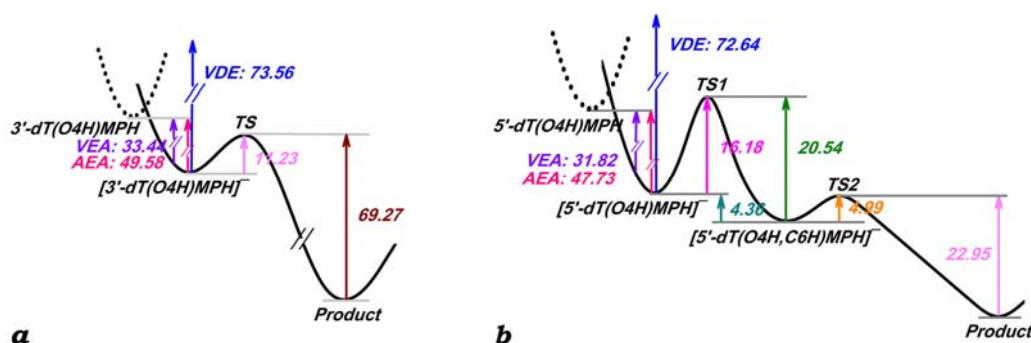 VDE: 73.56
3'-dT(O4H)MPH
TS
VEA: 33.44
AEA: 49.58
11.23
[3'-dT(O4H)MPH]⁻
69.27
Product
a
VDE: 72.64
TS1
5'-dT(O4H)MPH
VEA: 31.82
AEA: 47.73
16.18
20.54
[5'-dT(O4H)MPH]⁻
TS2
4.36
4.99
[5'-dT(O4H,C6H)MPH]⁻
22.95
Product
b